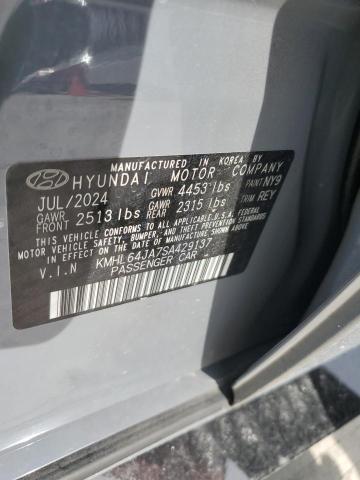 MANUFACTURED IN KOREA BY
HYUNDAI MOTOR COMPANY
JUL/2024 GVWR 4453 lbs PAINT NY9
GAWR FRONT 2513 lbs GAWR REAR 2315 lbs TRIM REY
THIS VEHICLE CONFORMS TO ALL APPLICABLE U.S.A. FEDERAL
MOTOR VEHICLE SAFETY, BUMPER, AND THEFT PREVENTION STANDARDS
IN EFFECT ON THE DATE OF MANUFACTURE SHOWN ABOVE.
V.I.N KMHL64JA7SA429137
PASSENGER CAR